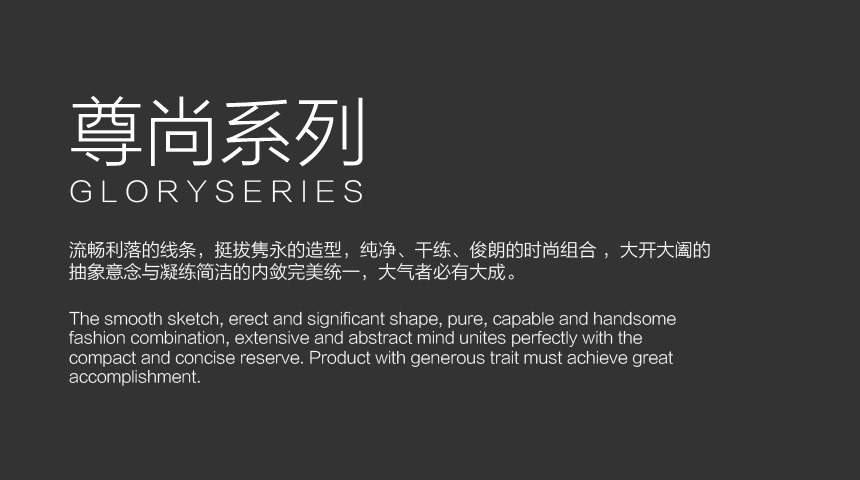 尊尚系列
GLORYSERIES
流畅利落的线条，挺拔隽永的造型，纯净、干练、俊朗的时尚组合 ，大开大阖的
抽象意念与凝练简洁的内敛完美统一，大气者必有大成。
The smooth sketch, erect and significant shape, pure, capable and handsome
fashion combination, extensive and abstract mind unites perfectly with the
compact and concise reserve. Product with generous trait must achieve great
accomplishment.